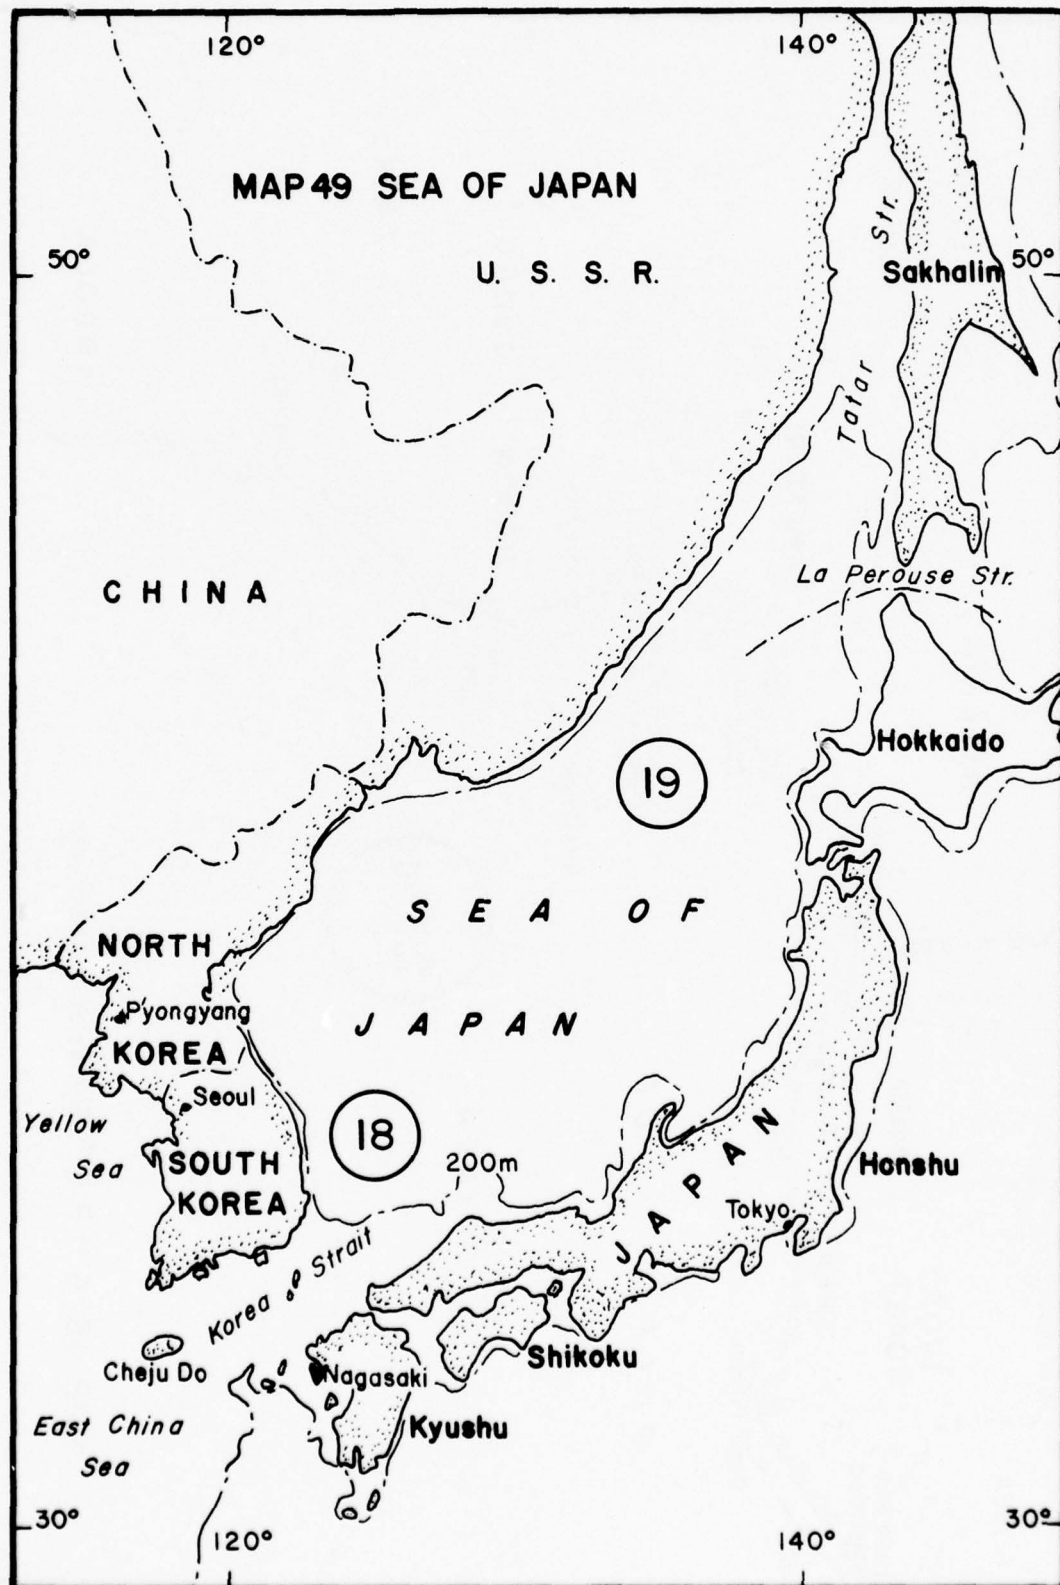 120°
140°
MAP 49 SEA OF JAPAN
50°
U. S. S. R.
Sakhalin
50°
Tatar Str.
CHINA
La Perouse Str.
Hokkaido
19
SEA OF
JAPAN
NORTH
Pyongyang
KOREA
Seoul
Yellow
Sea
18
SOUTH
KOREA
200m
JAPAN
Honshu
Tokyo
Korea Strait
Cheju Do
Nagasaki
Shikoku
East China
Sea
Kyushu
30°
120°
140°
30°